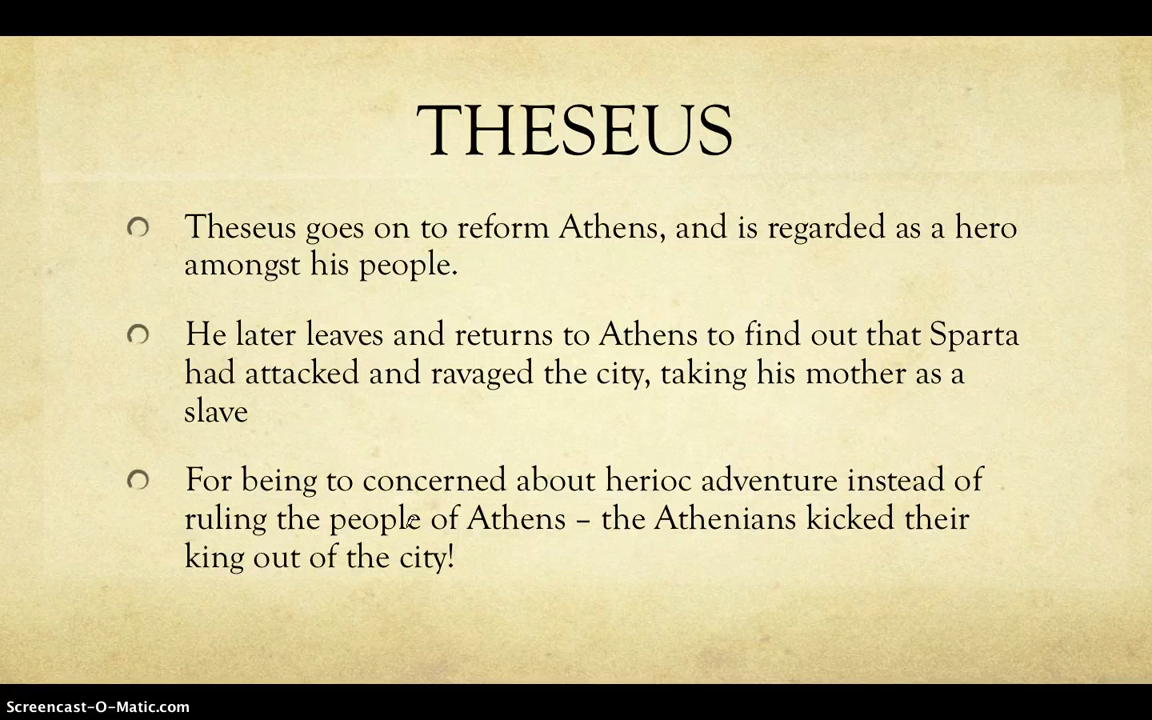 THESEUS
Theseus goes on to reform Athens, and is regarded as a hero
amongst his people.
He later leaves and returns to Athens to find out that Sparta
had attacked and ravaged the city, taking his mother as a
slave
For being to concerned about herioc adventure instead of
ruling the people of Athens – the Athenians kicked their
king out of the city!
Screencast-O-Matic.com